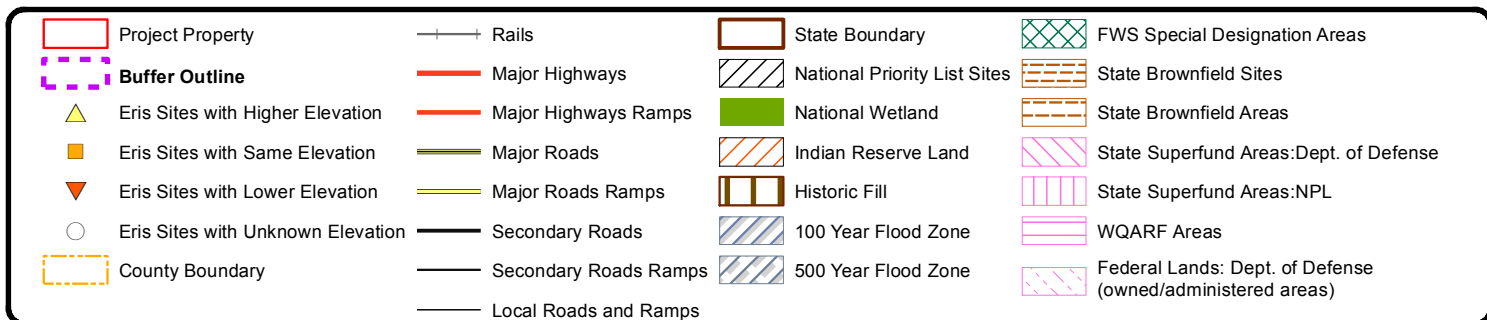 Project Property
Buffer Outline
Eris Sites with Higher Elevation
Eris Sites with Same Elevation
Eris Sites with Lower Elevation
Eris Sites with Unknown Elevation
County Boundary
Rails
Major Highways
Major Highways Ramps
Major Roads
Major Roads Ramps
Secondary Roads
Secondary Roads Ramps
Local Roads and Ramps
State Boundary
National Priority List Sites
National Wetland
Indian Reserve Land
Historic Fill
100 Year Flood Zone
500 Year Flood Zone
FWS Special Designation Areas
State Brownfield Sites
State Brownfield Areas
State Superfund Areas:Dept. of Defense
State Superfund Areas:NPL
WQARF Areas
Federal Lands: Dept. of Defense
(owned/administered areas)